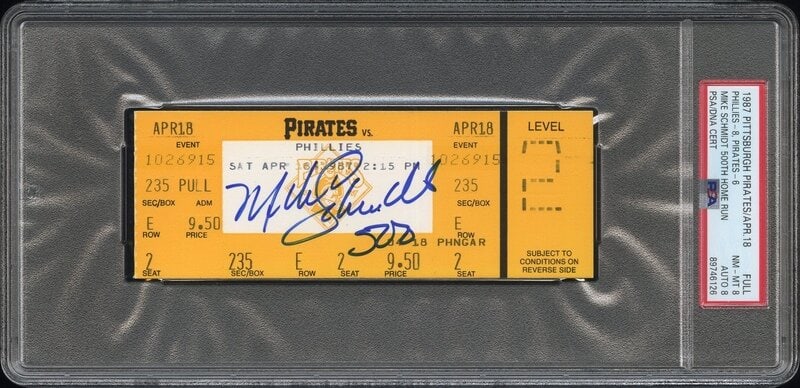 APR18
PIRATES VS.
PHILLIES
APR18
EVENT
1026915
SAT APR 18 1987 2:15 PM
EVENT
1026915
235 PULL
SEC/BOX
Mike Schmidt
500
235
SEC/BOX
E 9.50
ROW PRICE
18 PHNGAR
E
ROW
2
SEAT
235
SEC/BOX
E
ROW
2
SEAT
9.50
PRICE
2
SEAT
LEVEL
2
SUBJECT TO
CONDITIONS ON
REVERSE SIDE
1987 PITTSBURGH PIRATES/APR.18 FULL
PHILLIES-8, PIRATES-6 NM-MT 8
MIKE SCHMIDT 500TH HOME RUN AUTO 8
PSA/DNA CERT 89746126
PSA